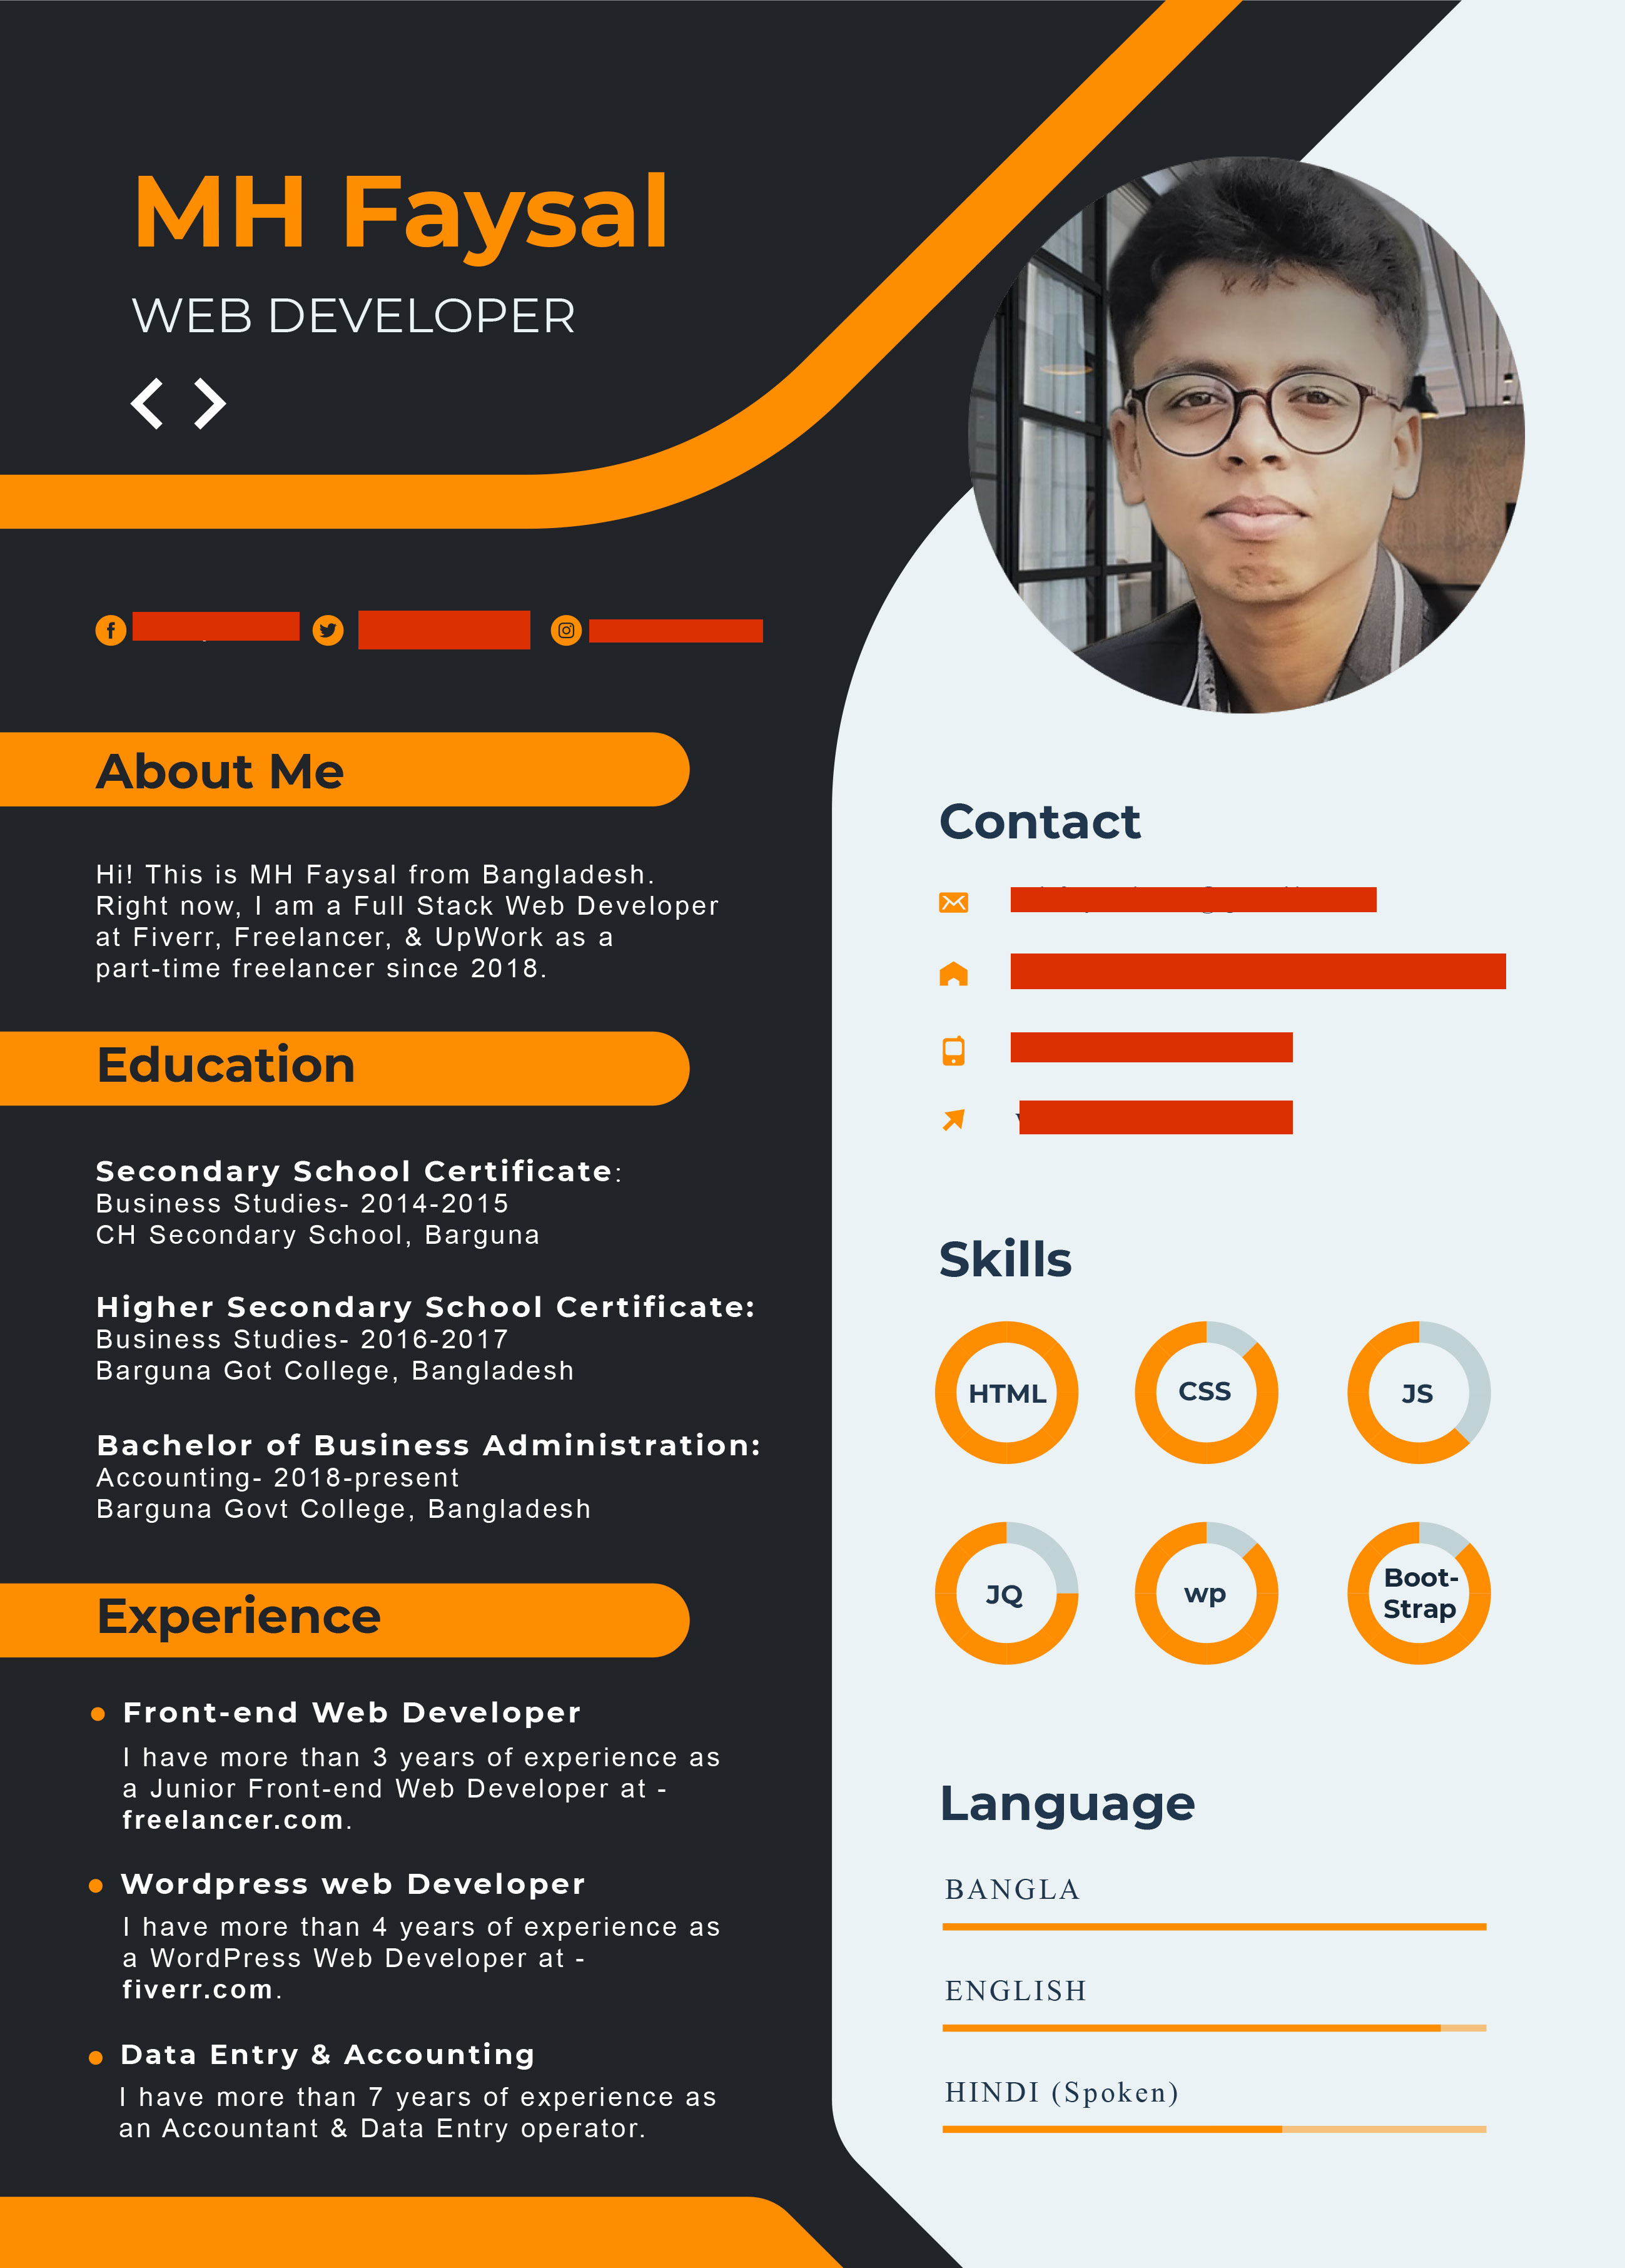 MH Faysal
WEB DEVELOPER
About Me
Hi! This is MH Faysal from Bangladesh.
Right now, I am a Full Stack Web Developer
at Fiverr, Freelancer, & UpWork as a
part-time freelancer since 2018.
Education
Secondary School Certificate:
Business Studies- 2014-2015
CH Secondary School, Barguna
Higher Secondary School Certificate:
Business Studies- 2016-2017
Barguna Got College, Bangladesh
Bachelor of Business Administration:
Accounting- 2018-present
Barguna Govt College, Bangladesh
Experience
Front-end Web Developer
I have more than 3 years of experience as
a Junior Front-end Web Developer at -
freelancer.com.
Wordpress web Developer
I have more than 4 years of experience as
a WordPress Web Developer at -
fiverr.com.
Data Entry & Accounting
I have more than 7 years of experience as
an Accountant & Data Entry operator.
Contact
Skills
HTML
CSS
JS
JQ
wp
Boot-
Strap
Language
BANGLA
ENGLISH
HINDI (Spoken)